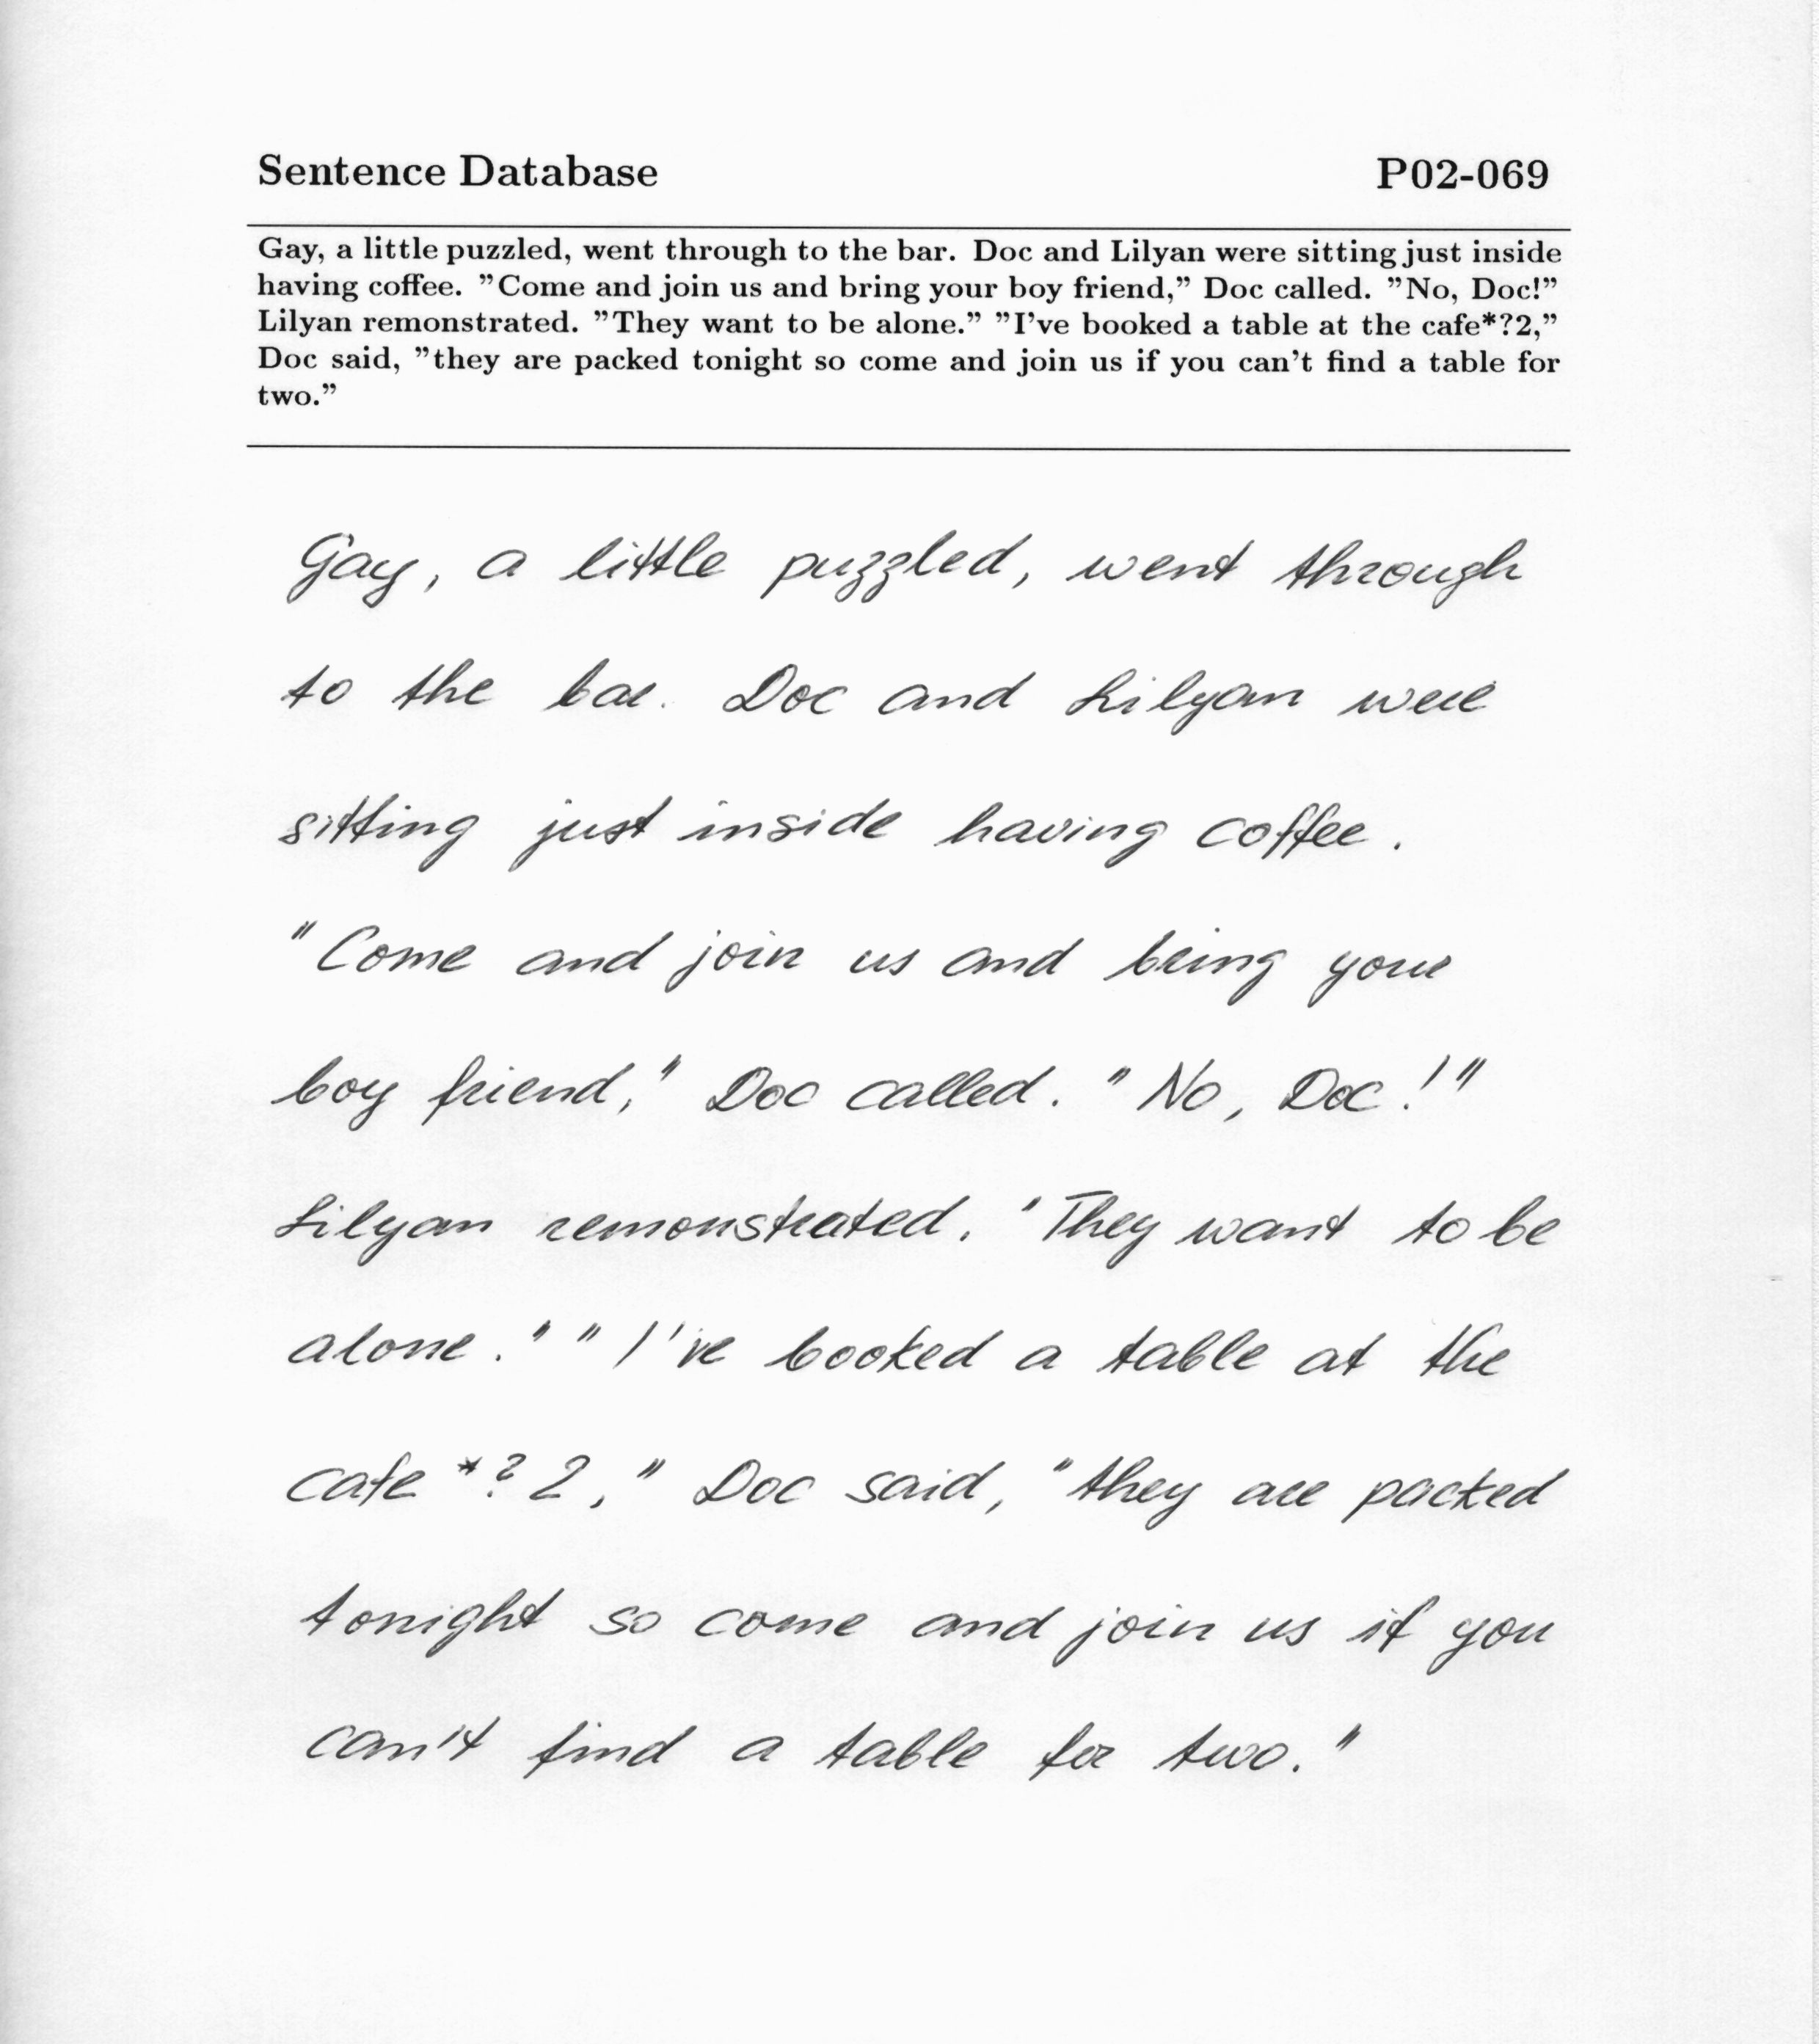 Sentence Database P02-069
Gay, a little puzzled, went through to the bar. Doc and Lilyan were sitting just inside
having coffee. "Come and join us and bring your boy friend," Doc called. "No, Doc!"
Lilyan remonstrated. "They want to be alone." "I've booked a table at the cafe*?2,"
Doc said, "they are packed tonight so come and join us if you can't find a table for
two."
Gay, a little puzzled, went through
to the bar. Doc and Lilyan were
sitting just inside having coffee.
"Come and join us and bring your
boy friend," Doc called. "No, Doc!"
Lilyan remonstrated. "They want to be
alone." "I've booked a table at the
cafe *?2," Doc said, "they are packed
tonight so come and join us if you
can't find a table for two."